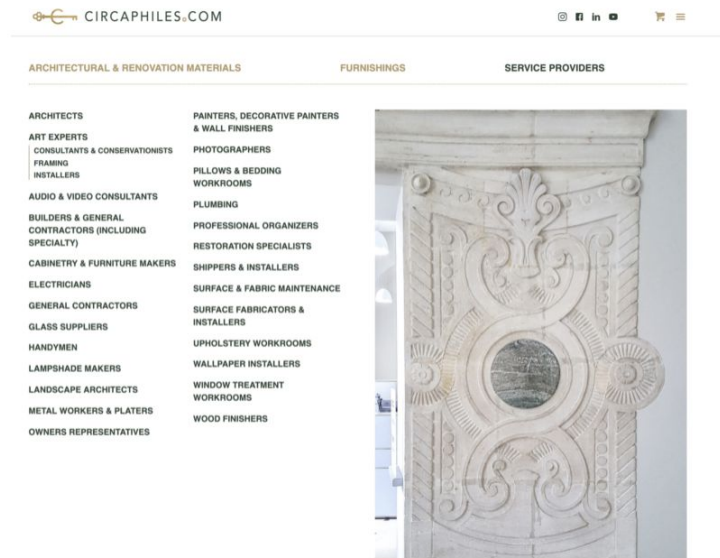 CIRCAPHILES.COM
ARCHITECTURAL & RENOVATION MATERIALS
FURNISHINGS
SERVICE PROVIDERS
ARCHITECTS
ART EXPERTS
CONSULTANTS & CONSERVATIONISTS
FRAMING
INSTALLERS
AUDIO & VIDEO CONSULTANTS
BUILDERS & GENERAL
CONTRACTORS (INCLUDING
SPECIALTY)
CABINETRY & FURNITURE MAKERS
ELECTRICIANS
GENERAL CONTRACTORS
GLASS SUPPLIERS
HANDYMEN
LAMPSHADE MAKERS
LANDSCAPE ARCHITECTS
METAL WORKERS & PLATERS
OWNERS REPRESENTATIVES
PAINTERS, DECORATIVE PAINTERS
& WALL FINISHERS
PHOTOGRAPHERS
PILLOWS & BEDDING
WORKROOMS
PLUMBING
PROFESSIONAL ORGANIZERS
RESTORATION SPECIALISTS
SHIPPERS & INSTALLERS
SURFACE & FABRIC MAINTENANCE
SURFACE FABRICATORS &
INSTALLERS
UPHOLSTERY WORKROOMS
WALLPAPER INSTALLERS
WINDOW TREATMENT
WORKROOMS
WOOD FINISHERS